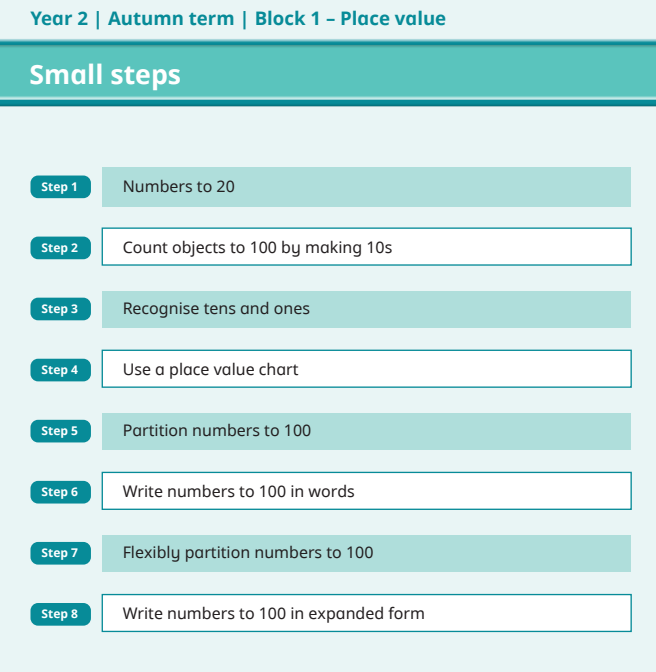 Year 2 | Autumn term | Block 1 – Place value
Small steps
Step 1 Numbers to 20
Step 2 Count objects to 100 by making 10s
Step 3 Recognise tens and ones
Step 4 Use a place value chart
Step 5 Partition numbers to 100
Step 6 Write numbers to 100 in words
Step 7 Flexibly partition numbers to 100
Step 8 Write numbers to 100 in expanded form